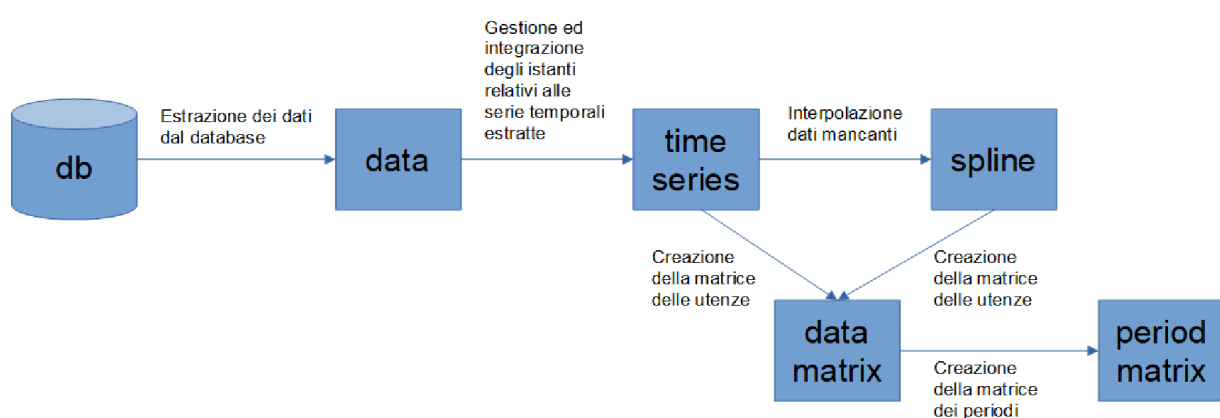 Gestione ed
integrazione
degli istanti
relativi alle
serie temporali
estratte
Estrazione dei dati
dal database
Interpolazione
dati mancanti
db
data
time
series
spline
Creazione
della matrice
delle utenze
Creazione
della matrice
delle utenze
data
matrix
period
matrix
Creazione
della matrice
dei periodi